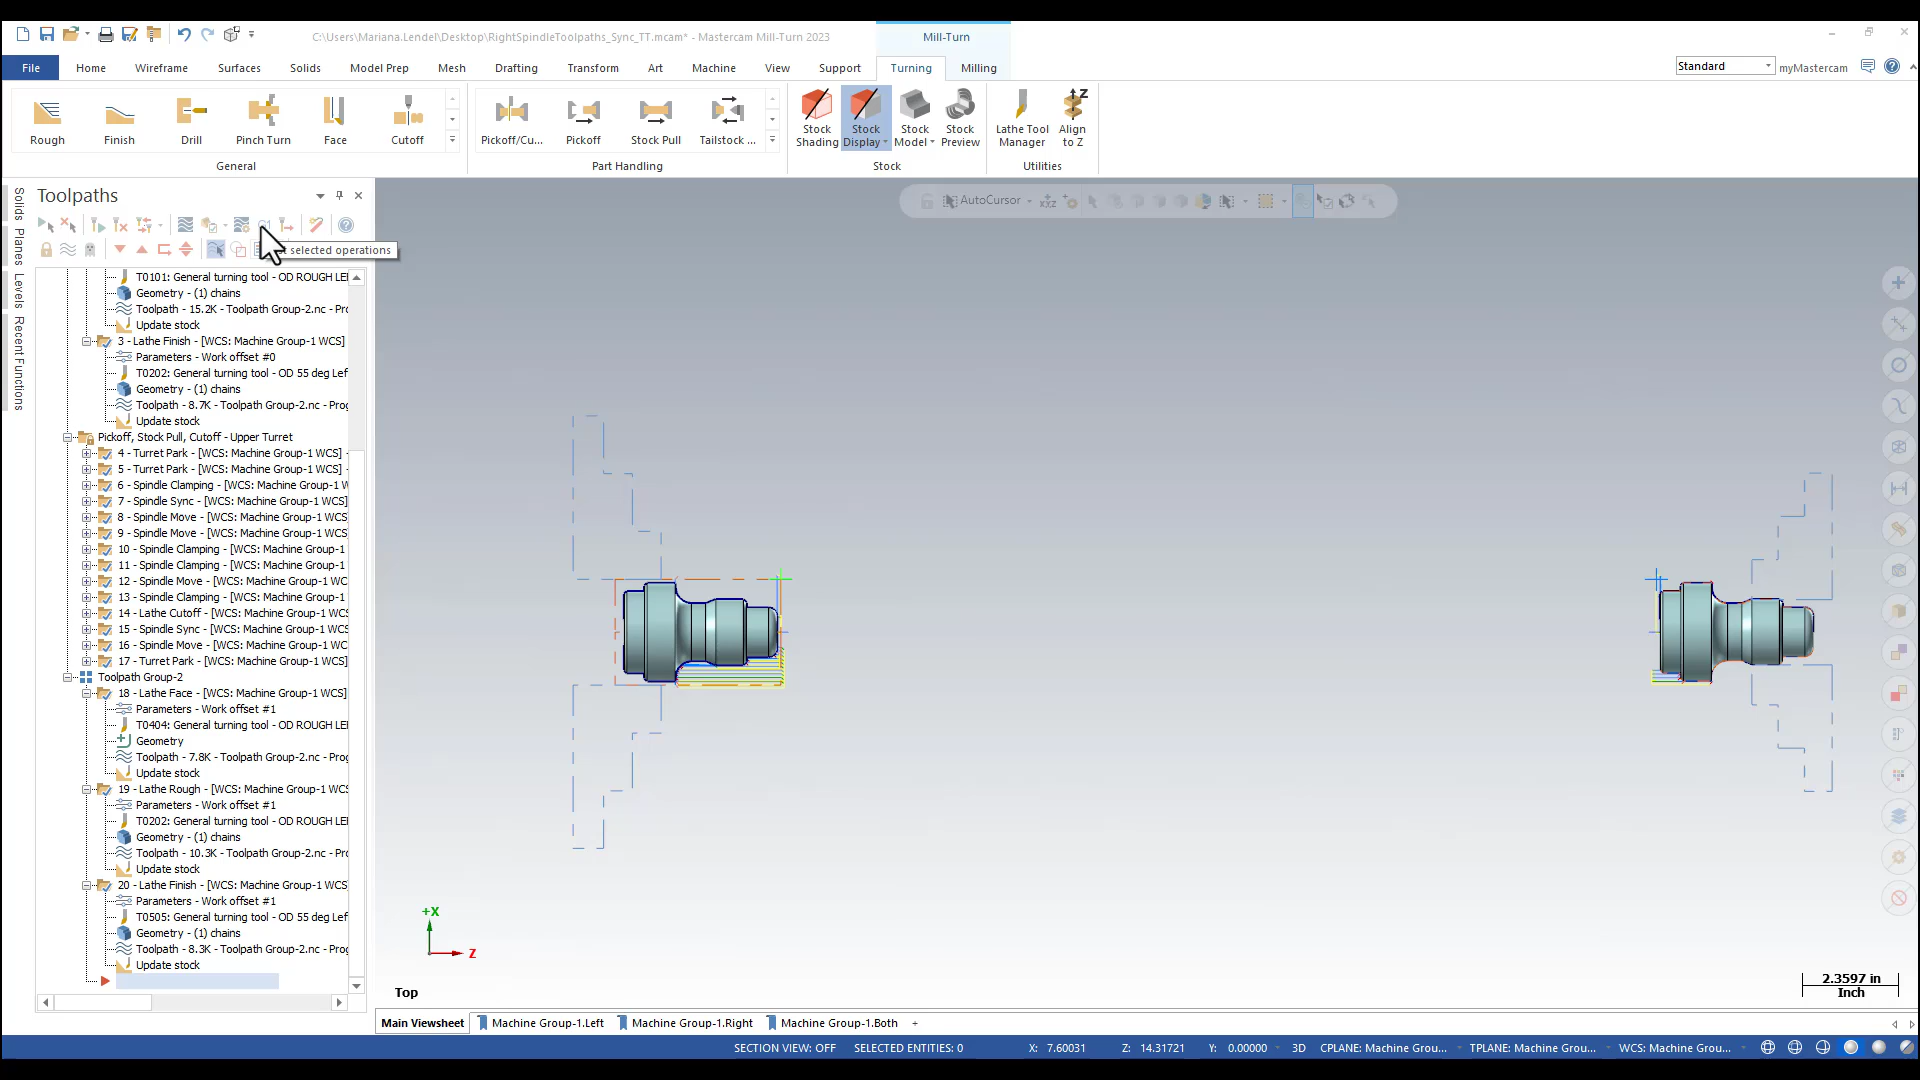 C:\Users\Mariana.Lendel\Desktop\RightSpindleToolpaths_Sync_TT.mcam* - Mastercam Mill-Turn 2023
Mill-Turn
File Home Wireframe Surfaces Solids Model Prep Mesh Drafting Transform Art Machine View Support Turning Milling
Standard myMastercam
Rough Finish Drill Pinch Turn Face Cutoff
General
Pickoff/Cu... Pickoff Stock Pull Tailstock ...
Part Handling
Stock Shading
Stock Display
Stock Model
Stock Preview
Stock
Lathe Tool Manager
Align to Z
Utilities
Solids
Planes
Levels
Recent Functions
Toolpaths
selected operations
AutoCursor
T0101: General turning tool - OD ROUGH LE
Geometry - (1) chains
Toolpath - 15.2K - Toolpath Group-2.nc - Pro
Update stock
3 - Lathe Finish - [WCS: Machine Group-1 WCS]
Parameters - Work offset #0
T0202: General turning tool - OD 55 deg Left
Geometry - (1) chains
Toolpath - 8.7K - Toolpath Group-2.nc - Prog
Update stock
Pickoff, Stock Pull, Cutoff - Upper Turret
4 - Turret Park - [WCS: Machine Group-1 WCS] -
5 - Turret Park - [WCS: Machine Group-1 WCS] -
6 - Spindle Clamping - [WCS: Machine Group-1
7 - Spindle Sync - [WCS: Machine Group-1 WCS]
8 - Spindle Move - [WCS: Machine Group-1 WCS
9 - Spindle Move - [WCS: Machine Group-1 WCS
10 - Spindle Clamping - [WCS: Machine Group-1
11 - Spindle Clamping - [WCS: Machine Group-1
12 - Spindle Move - [WCS: Machine Group-1 WC
13 - Spindle Clamping - [WCS: Machine Group-1
14 - Lathe Cutoff - [WCS: Machine Group-1 WCS
15 - Spindle Sync - [WCS: Machine Group-1 WCS
16 - Spindle Move - [WCS: Machine Group-1 WC
17 - Turret Park - [WCS: Machine Group-1 WCS]
Toolpath Group-2
18 - Lathe Face - [WCS: Machine Group-1 WCS]
Parameters - Work offset #1
T0404: General turning tool - OD ROUGH LE
Geometry
Toolpath - 7.8K - Toolpath Group-2.nc - Prog
Update stock
19 - Lathe Rough - [WCS: Machine Group-1 WCS
Parameters - Work offset #1
T0202: General turning tool - OD ROUGH LE
Geometry - (1) chains
Toolpath - 10.3K - Toolpath Group-2.nc - Pro
Update stock
20 - Lathe Finish - [WCS: Machine Group-1 WCS
Parameters - Work offset #1
T0505: General turning tool - OD 55 deg Left
Geometry - (1) chains
Toolpath - 8.3K - Toolpath Group-2.nc - Prog
Update stock
+X
Z
Top
2.3597 in
Inch
Main Viewsheet Machine Group-1.Left Machine Group-1.Right Machine Group-1.Both +
SECTION VIEW: OFF SELECTED ENTITIES: 0 X: 7.60031 Z: 14.31721 Y: 0.00000 3D CPLANE: Machine Grou... TPLANE: Machine Grou... WCS: Machine Grou...